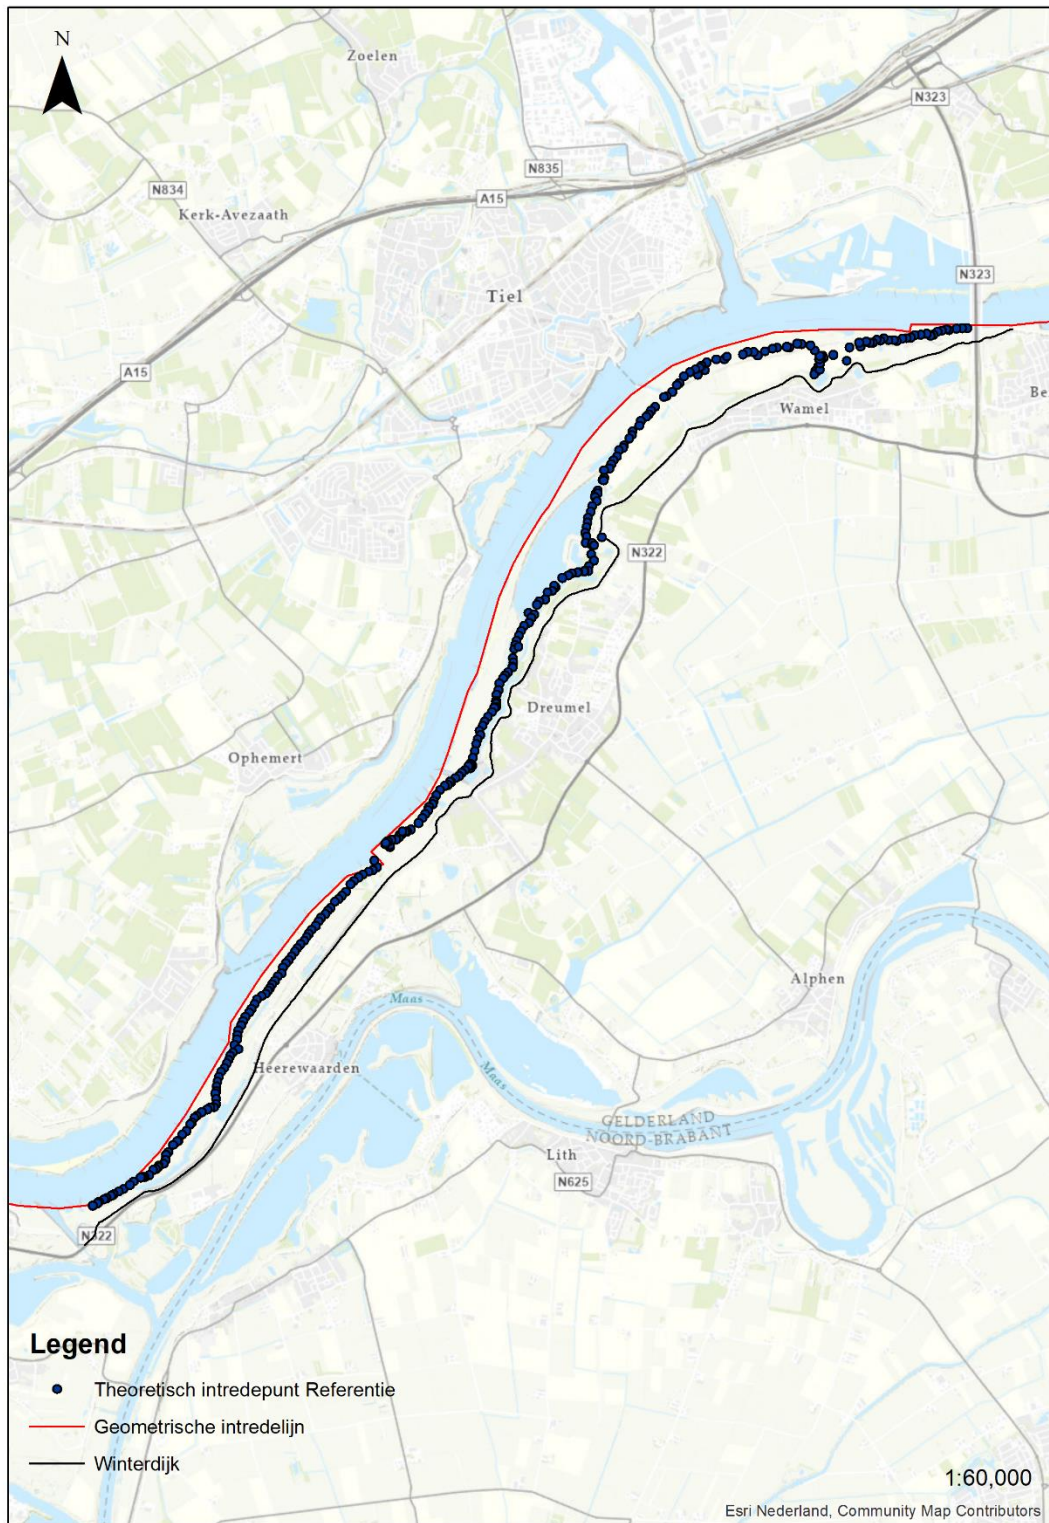 N
Zoelen
N323
N835
N834
A15
Kerk-Avezaath
N323
Tiel
A15
Wamel
Be
N322
Dreumel
Ophemert
Alphen
Maas
Heerewaarden
Maas
GELDERLAND
NOORD-BRABANT
Lith
N625
N322
Legend
Theoretisch intredepunt Referentie
Geometrische intredelijn
Winterdijk
1:60,000
Esri Nederland, Community Map Contributors